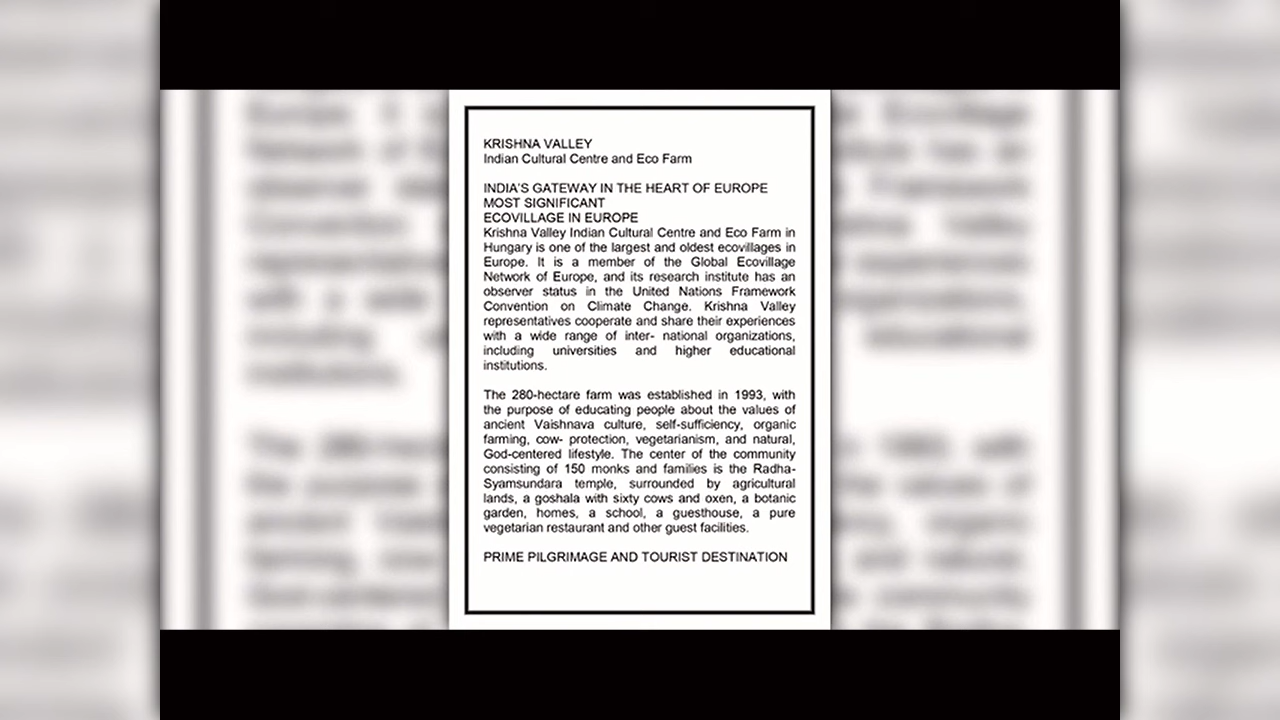 KRISHNA VALLEY
Indian Cultural Centre and Eco Farm
INDIA'S GATEWAY IN THE HEART OF EUROPE
MOST SIGNIFICANT
ECOVILLAGE IN EUROPE
Krishna Valley Indian Cultural Centre and Eco Farm in
Hungary is one of the largest and oldest ecovillages in
Europe. It is a member of the Global Ecovillage
Network of Europe, and its research institute has an
observer status in the United Nations Framework
Convention on Climate Change. Krishna Valley
representatives cooperate and share their experiences
with a wide range of inter- national organizations,
including universities and higher educational
institutions.
The 280-hectare farm was established in 1993, with
the purpose of educating people about the values of
ancient Vaishnava culture, self-sufficiency, organic
farming, cow- protection, vegetarianism, and natural,
God-centered lifestyle. The center of the community
consisting of 150 monks and families is the Radha-
Syamsundara temple, surrounded by agricultural
lands, a goshala with sixty cows and oxen, a botanic
garden, homes, a school, a guesthouse, a pure
vegetarian restaurant and other guest facilities.
PRIME PILGRIMAGE AND TOURIST DESTINATION